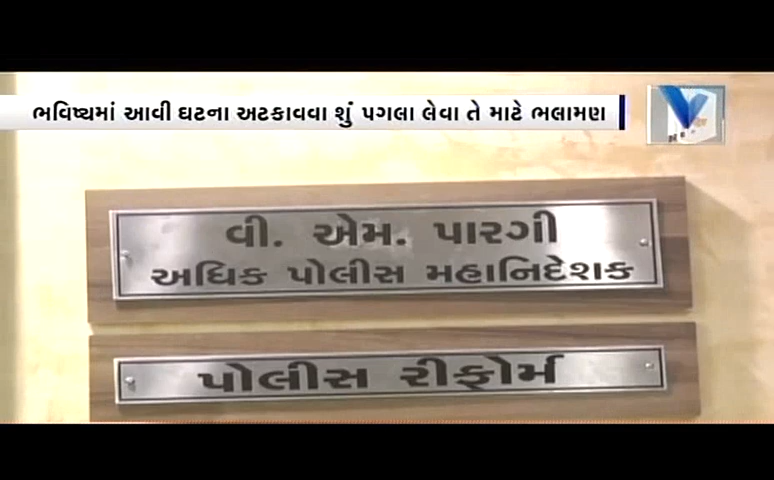 ભવિષ્યમાં આવી ઘટના અટકાવવા શું પગલા લેવા તે માટે ભલામણ
વી. એમ. પારગી
અધિક પોલીસ મહાનિદેશક
પોલીસ રીફોર્મ